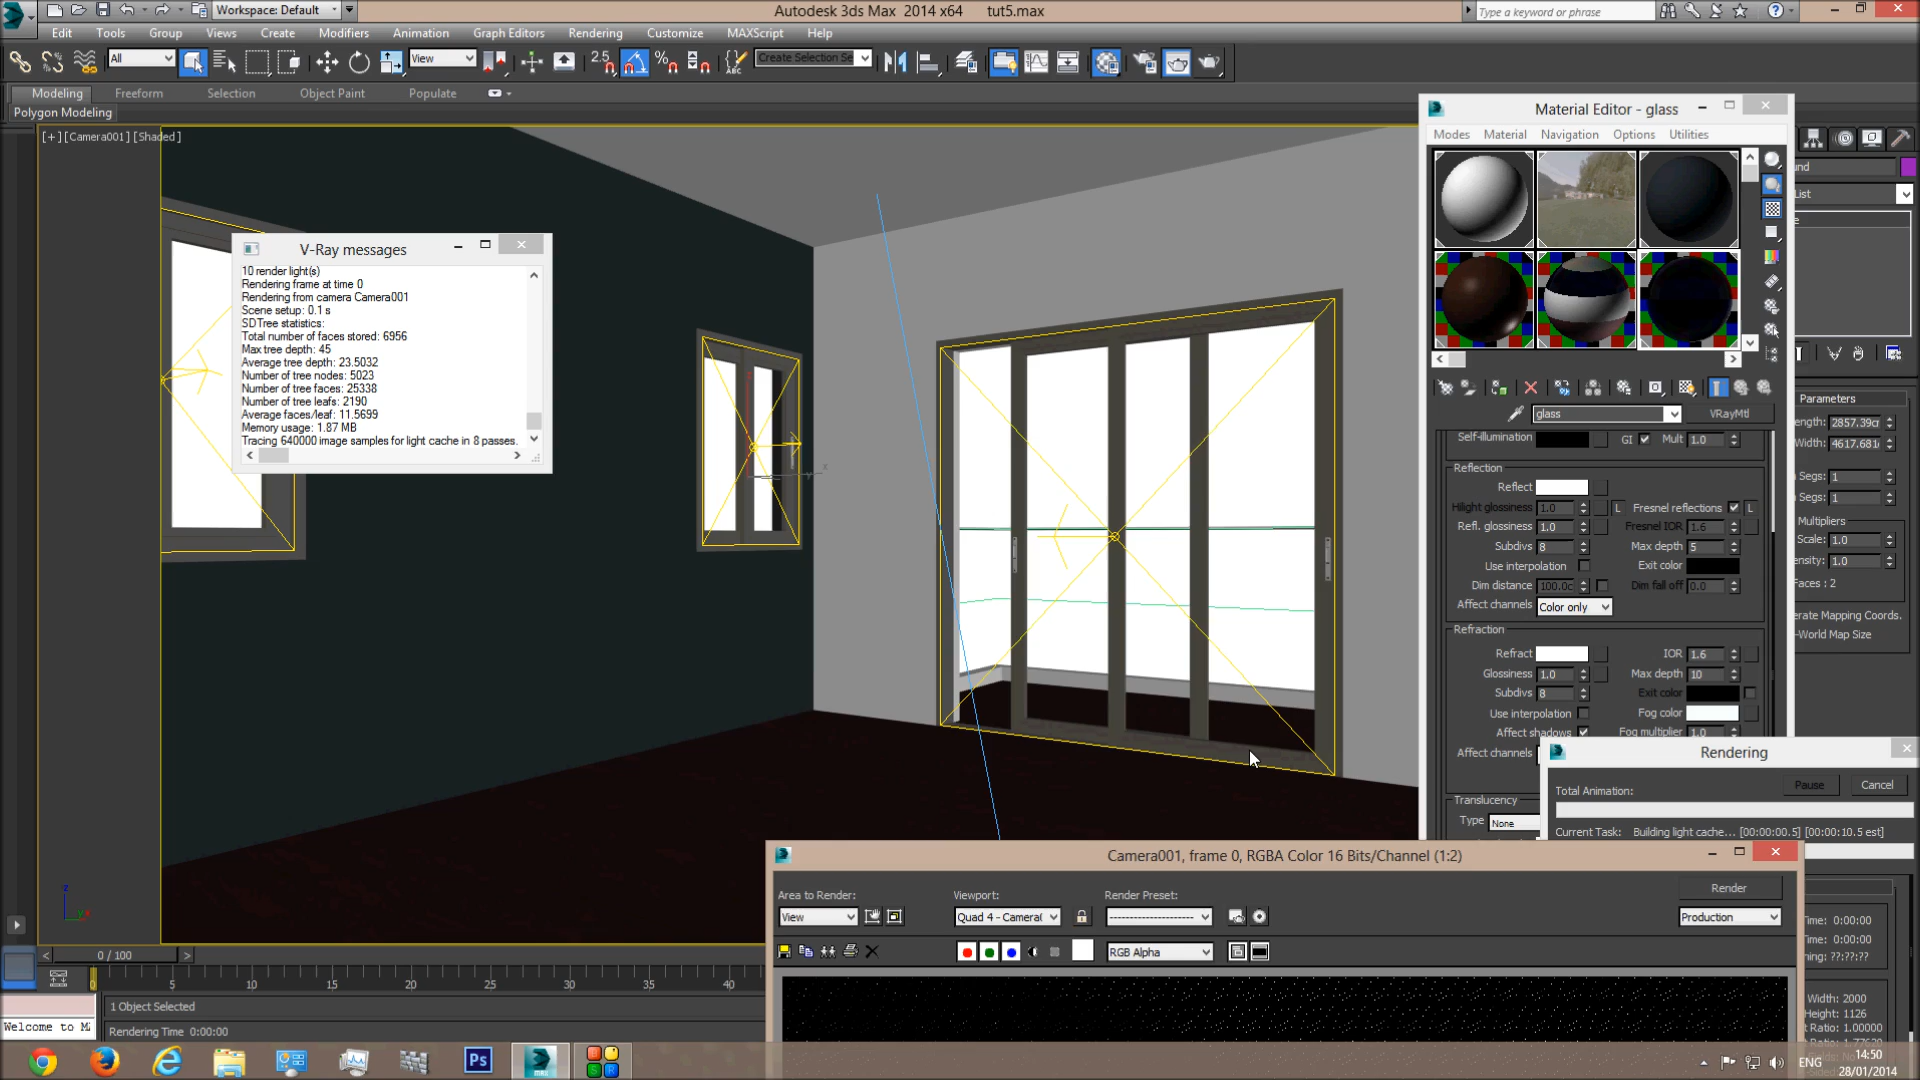 Workspace: Default
Autodesk 3ds Max 2014 x64 tut5.max
Type a keyword or phrase
Edit Tools Group Views Create Modifiers Animation Graph Editors Rendering Customize MAXScript Help
All
View
2.5
Create Selection Se
Modeling Freeform Selection Object Paint Populate
Polygon Modeling
[+] [Camera001] [Shaded]
V-Ray messages
10 render light(s)
Rendering frame at time 0
Rendering from camera Camera001
Scene setup: 0.1 s
SDTree statistics:
Total number of faces stored: 6956
Max tree depth: 45
Average tree depth: 23.5032
Number of tree nodes: 5023
Number of tree faces: 25338
Number of tree leafs: 2190
Average faces/leaf: 11.5699
Memory usage: 1.87 MB
Tracing 640000 image samples for light cache in 8 passes.
Material Editor - glass
Modes Material Navigation Options Utilities
glass VRayMtl
Self-illumination GI Mult 1.0
Reflection
Reflect
Hilight glossiness 1.0 L Fresnel reflections L
Refl. glossiness 1.0 Fresnel IOR 1.6
Subdivs 8 Max depth 5
Use interpolation Exit color
Dim distance 100.0c Dim fall off 0.0
Affect channels Color only
Refraction
Refract IOR 1.6
Glossiness 1.0 Max depth 10
Subdivs 8 Exit color
Use interpolation Fog color
Affect shadows Fog multiplier 1.0
Affect channels
Translucency
Type None
List
Parameters
ength: 2857.39c
Width: 4617.681c
Segs: 1
Segs: 1
Multipliers
Scale: 1.0
ensity: 1.0
Faces : 2
erate Mapping Coords.
-World Map Size
Rendering
Total Animation:
Pause Cancel
Current Task: Building light cache... [00:00:00.5] [00:00:10.5 est]
Camera001, frame 0, RGBA Color 16 Bits/Channel (1:2)
Area to Render: Viewport: Render Preset: Render
View Quad 4 - Camera( Production
RGB Alpha
Time: 0:00:00
Time: 0:00:00
ning: ??:??:??
Width: 2000
Height: 1126
t Ratio: 1.00000
0 / 100
0 5 10 15 20 25 30 35 40
1 Object Selected
Welcome to M
Rendering Time 0:00:00
Ps
ENG
14:50
28/01/2014